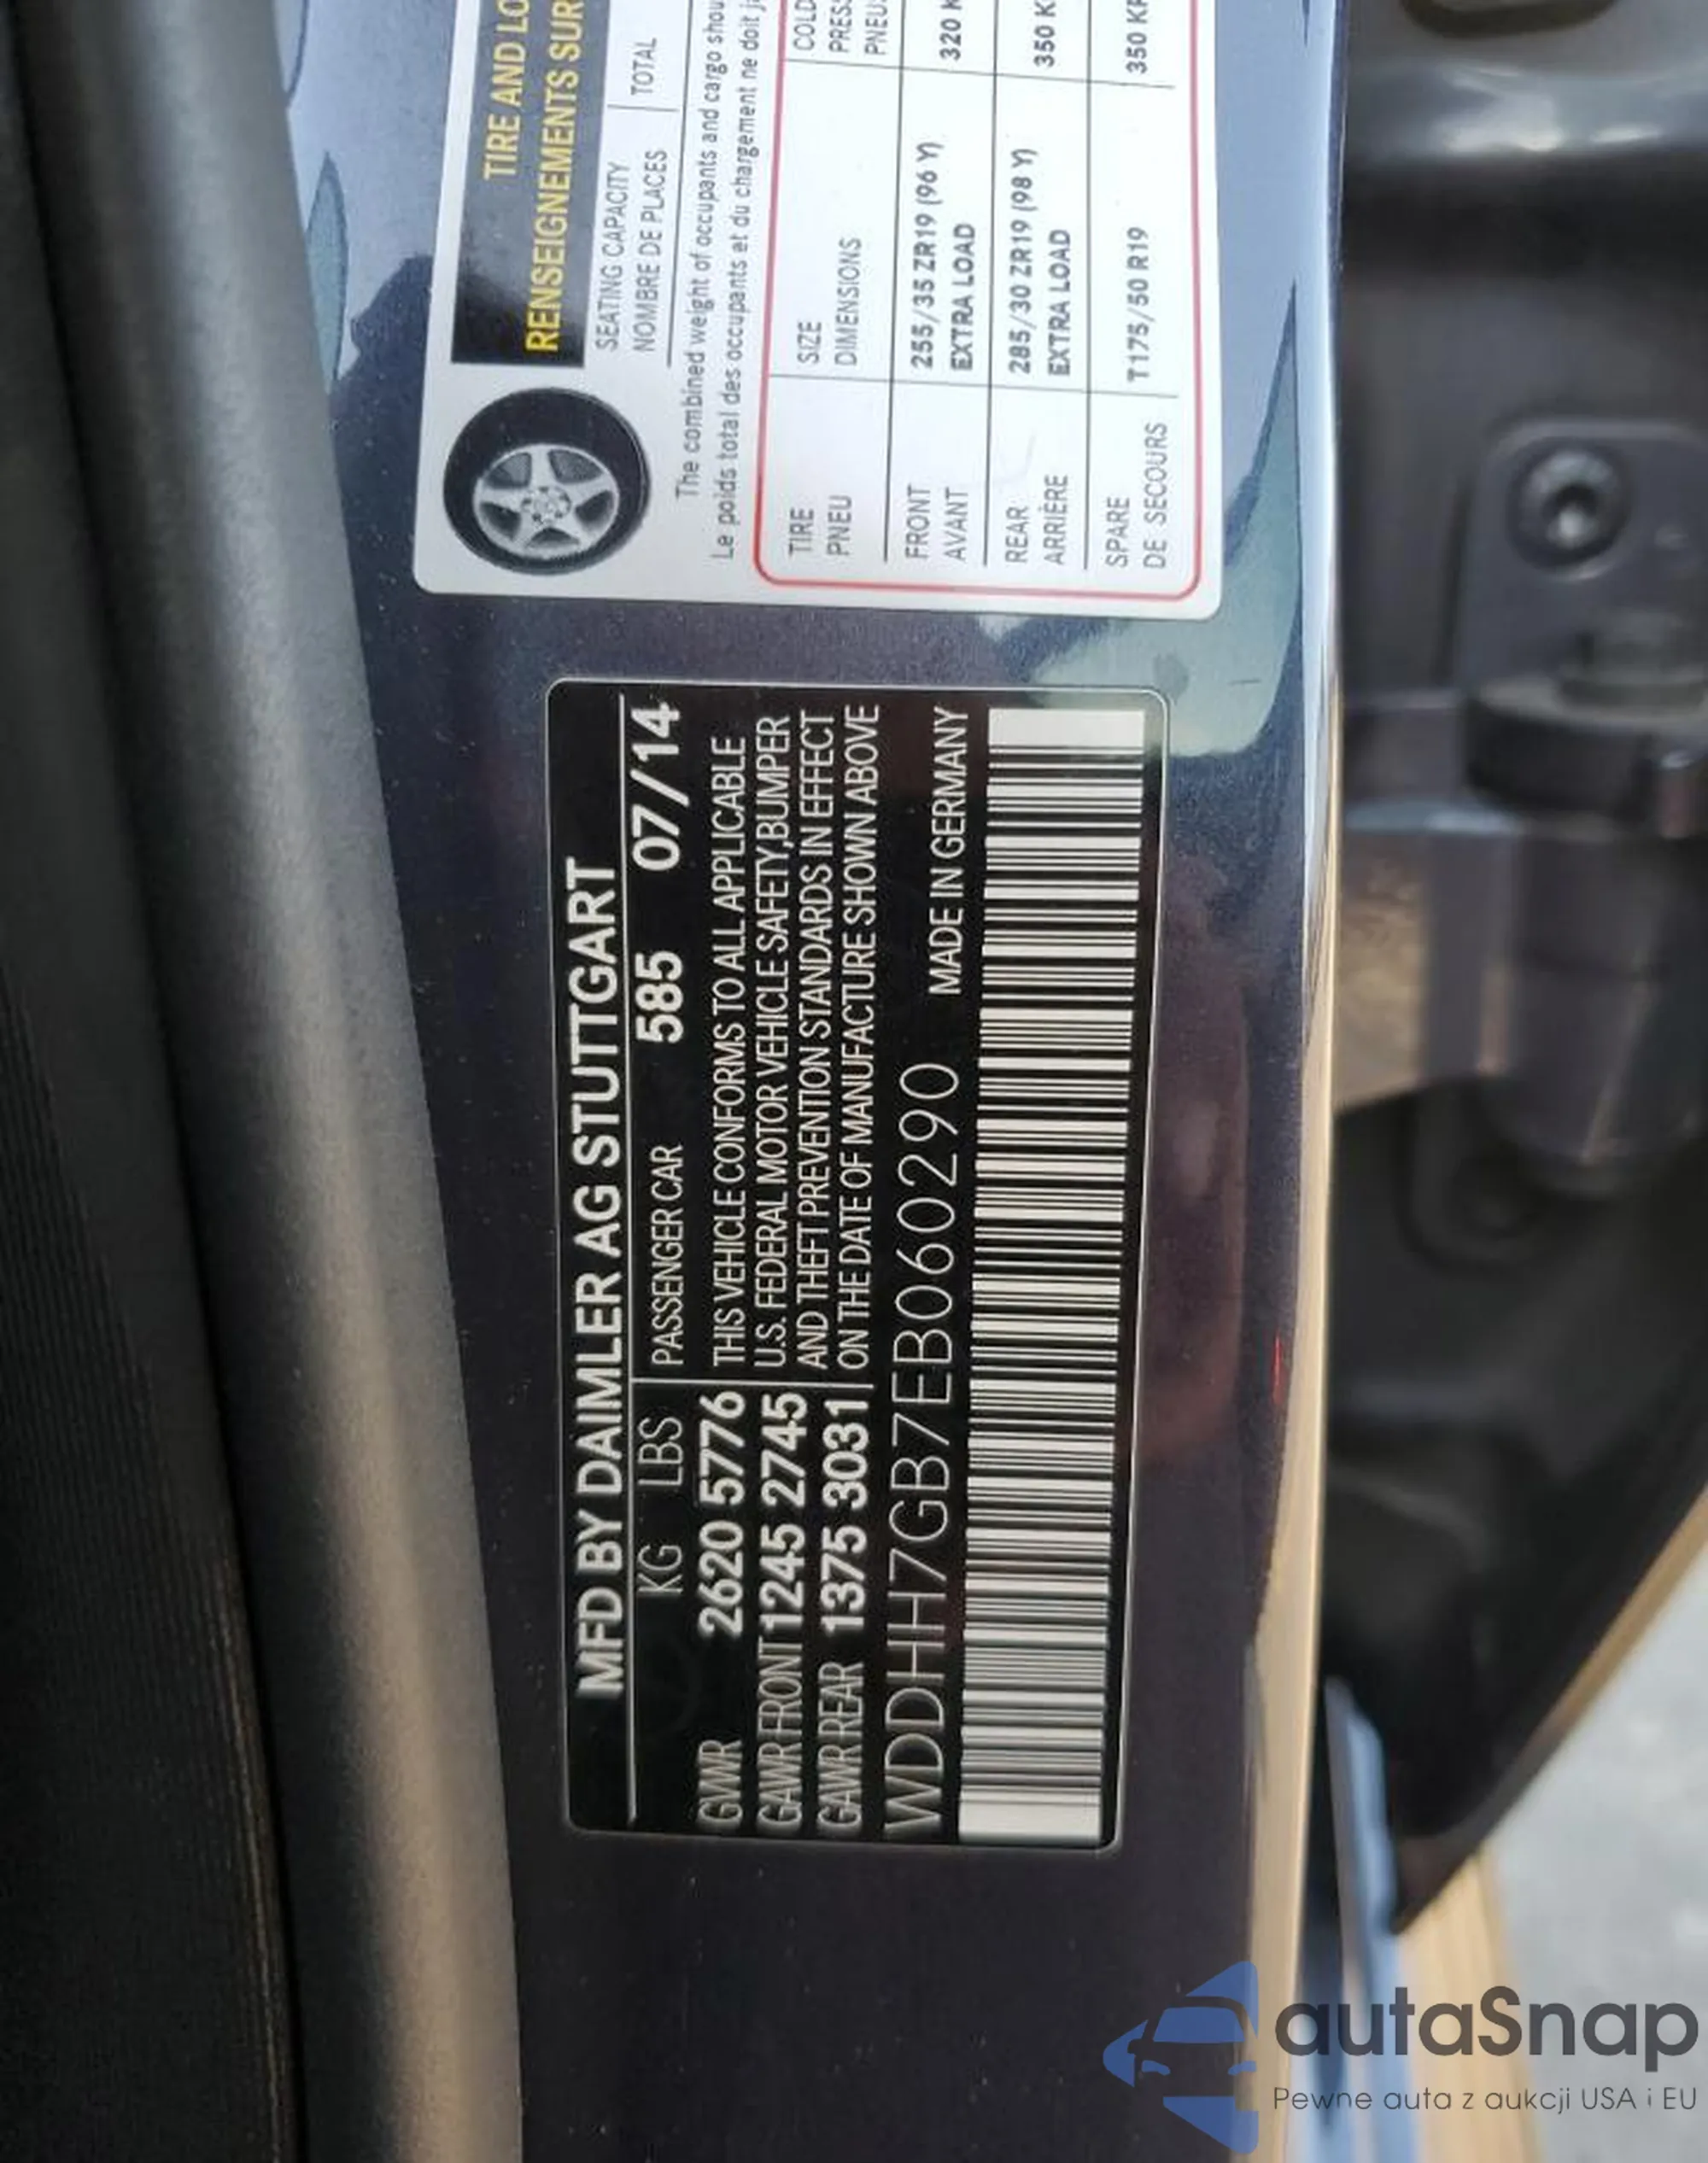 TIRE AND LO
RENSEIGNEMENTS SUR
SEATING CAPACITY
NOMBRE DE PLACES
TOTAL
The combined weight of occupants and cargo shou
Le poids total des occupants et du chargement ne doit j
TIRE
PNEU
SIZE
DIMENSIONS
COLD
PRES
PNEU
FRONT
AVANT
255/35 ZR19 (96 Y)
EXTRA LOAD
320 K
REAR
ARRIÈRE
285/30 ZR19 (98 Y)
EXTRA LOAD
350 K
SPARE
DE SECOURS
T175/50 R19
350 KP
MFD BY DAIMLER AG STUTTGART
KG LBS PASSENGER CAR 585 07/14
GVWR 2620 5776 THIS VEHICLE CONFORMS TO ALL APPLICABLE
GAWR FRONT 1245 2745 U.S. FEDERAL MOTOR VEHICLE SAFETY,BUMPER
GAWR REAR 1375 3031 AND THEFT PREVENTION STANDARDS IN EFFECT
ON THE DATE OF MANUFACTURE SHOWN ABOVE
WDDHH7GB7EB060290 MADE IN GERMANY
autaSnap
Pewne auta z aukcji USA i EU